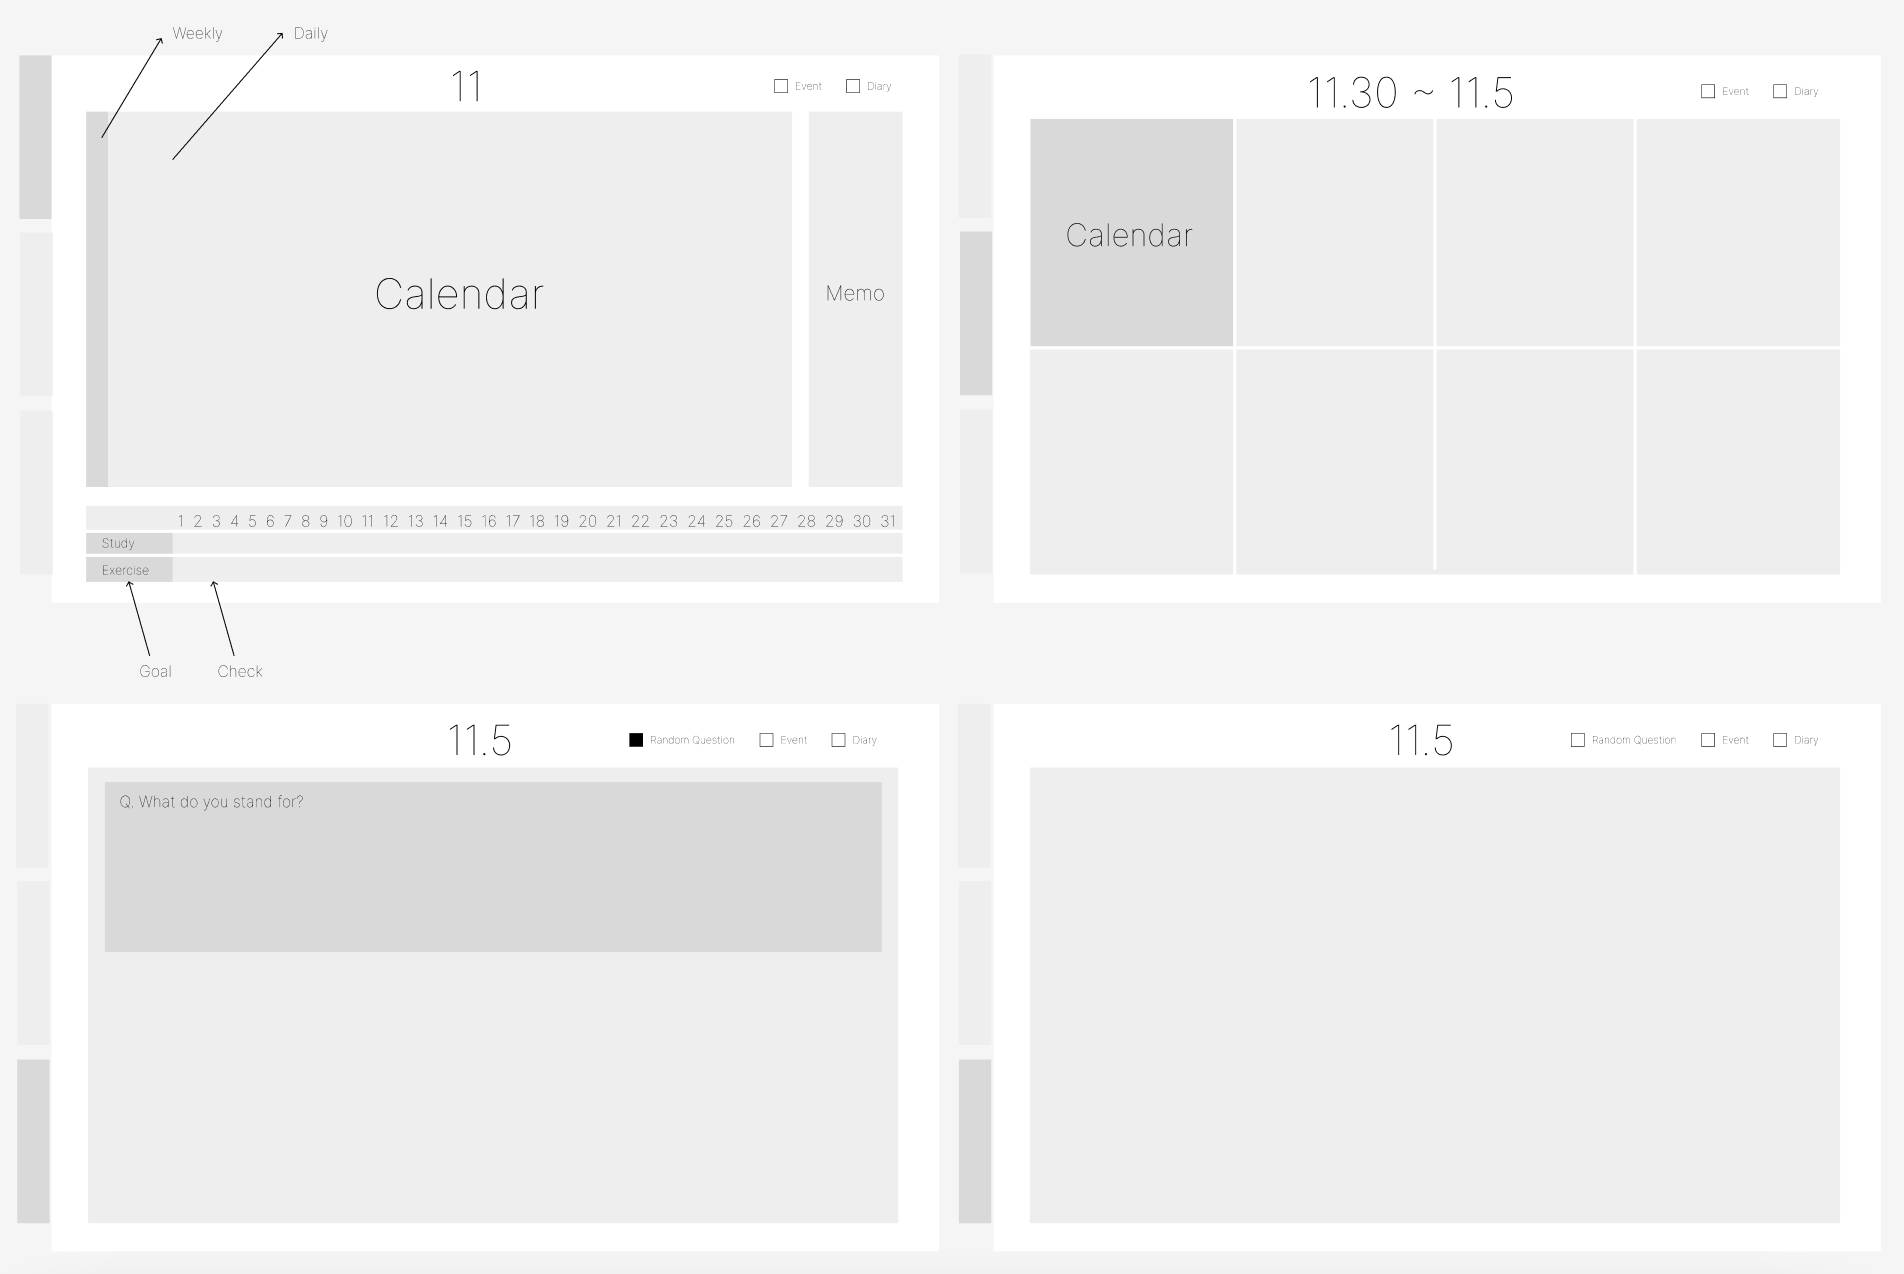 Weekly
Daily
11
Event
Diary
Calendar
Memo
1 2 3 4 5 6 7 8 9 10 11 12 13 14 15 16 17 18 19 20 21 22 23 24 25 26 27 28 29 30 31
Study
Exercise
Goal
Check
11.30 ~ 11.5
Event
Diary
Calendar
11.5
Random Question
Event
Diary
Q. What do you stand for?
11.5
Random Question
Event
Diary